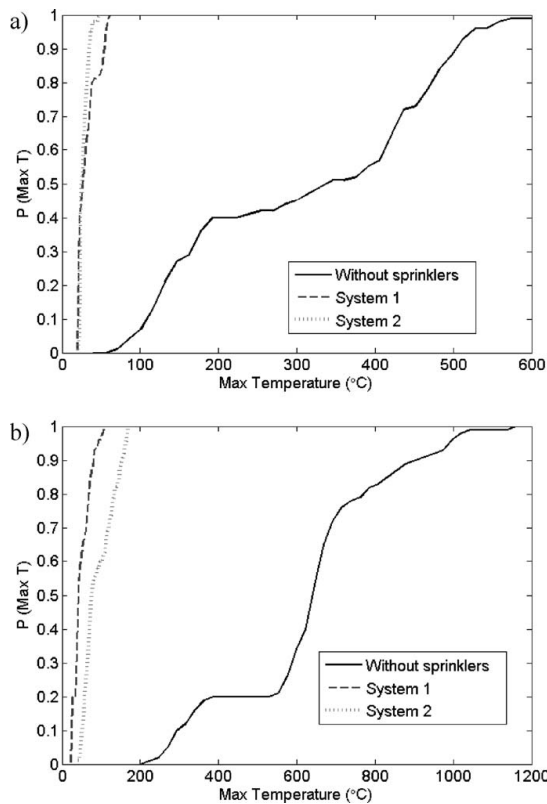 a)
1
0.9
0.8
0.7
0.6
0.5
0.4
0.3
0.2
0.1
0
P (Max T)
Without sprinklers
System 1
System 2
0 100 200 300 400 500 600
Max Temperature (°C)
b)
1
0.9
0.8
0.7
0.6
0.5
0.4
0.3
0.2
0.1
0
P (Max T)
Without sprinklers
System 1
System 2
0 200 400 600 800 1000 1200
Max Temperature (°C)